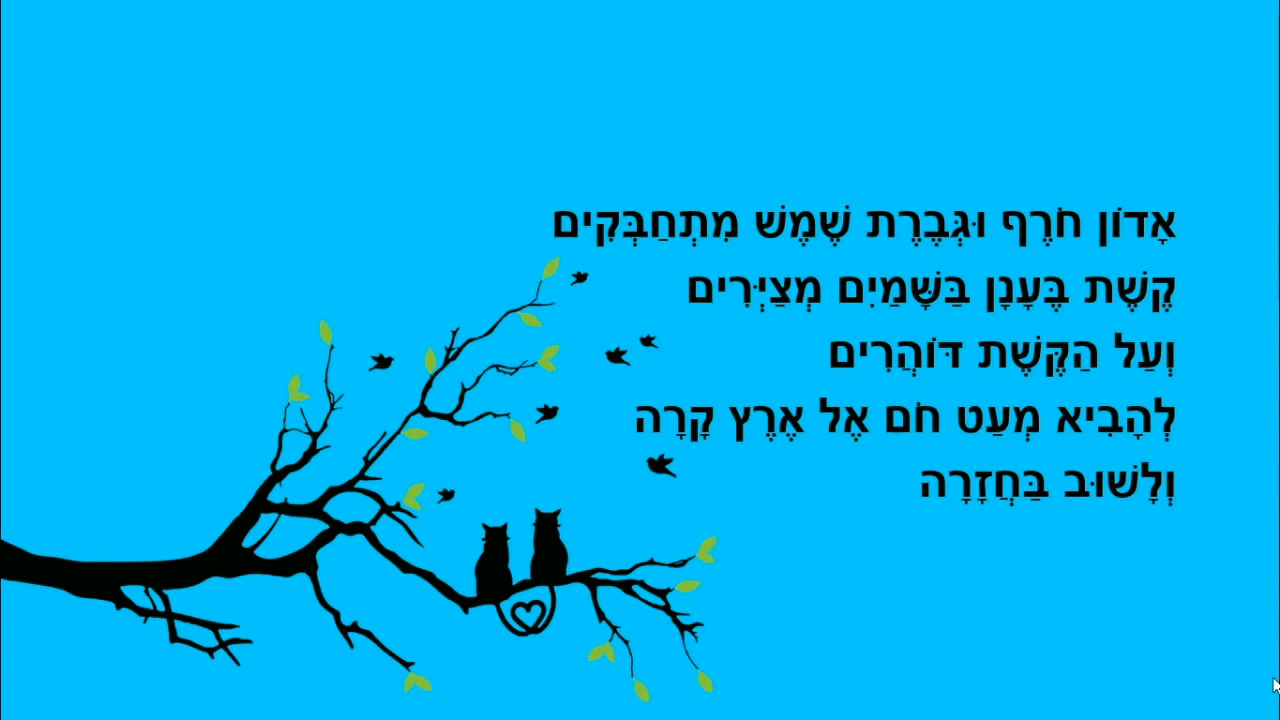 אָדוֹן חֹרֶף וּגְּבֶרֶת שֶׁמֶשׁ מִתְחַבְּקִים
קֶשֶׁת בֶּעָנָן בַּשָּׁמַיִם מְצַיְּרִים
וְעַל הַקֶּשֶׁת דּוֹהֲרִים
לְהָבִיא מְעַט חֹם אֶל אֶרֶץ קָרָה
וְלָשׁוּב בַּחֲזָרָה